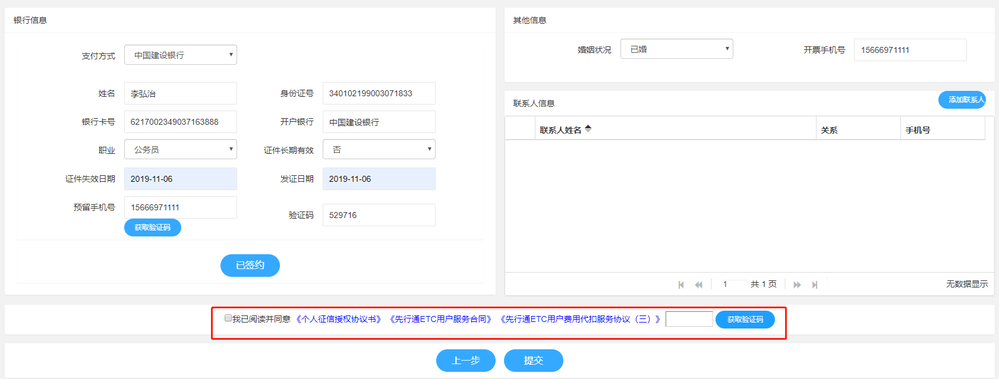 银行信息
支付方式 中国建设银行
姓名 李弘治 身份证号 340102199003071833
银行卡号 6217002349037163888 开户银行 中国建设银行
职业 公务员 证件长期有效 否
证件失效日期 2019-11-06 发证日期 2019-11-06
预留手机号 15666971111 验证码 529716
获取验证码
已签约
其他信息
婚姻状况 已婚 开票手机号 15666971111
联系人信息 添加联系人
联系人姓名 关系 手机号
1 共 1 页 无数据显示
我已阅读并同意 《个人征信授权协议书》 《先行通ETC用户服务合同》 《先行通ETC用户费用代扣服务协议（三）》 获取验证码
上一步 提交